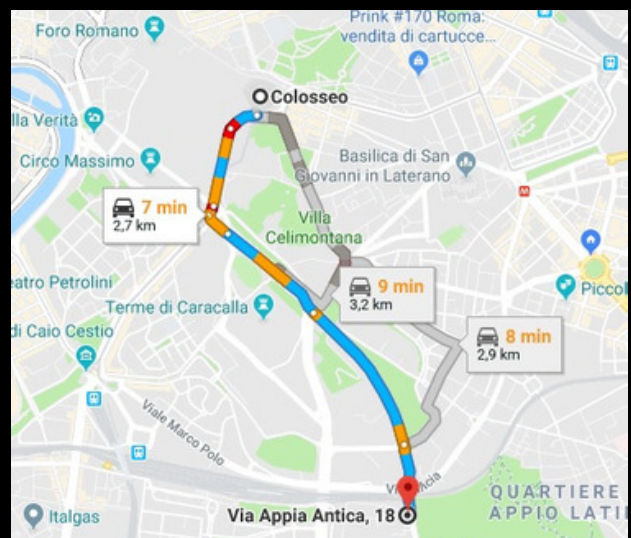 Foro Romano
Prink #170 Roma:
vendita di cartucce...
Colosseo
lla Verità
Circo Massimo
Basilica di San
Giovanni in Laterano
7 min
2,7 km
Villa
Celimontana
eatro Petrolini
9 min
3,2 km
Piccol
Terme di Caracalla
di Caio Cestio
8 min
2,9 km
Viale Marco Polo
QUARTIERE
APPIO LATI
Italgas
Via Appia Antica, 18